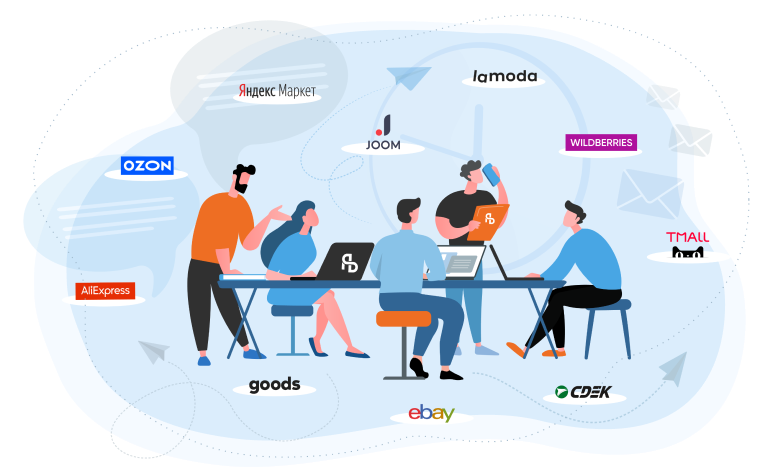 lamoda
Яндекс Маркет
JOOM
WILDBERRIES
OZON
TMALL
AliExpress
goods
CDEK
ebay